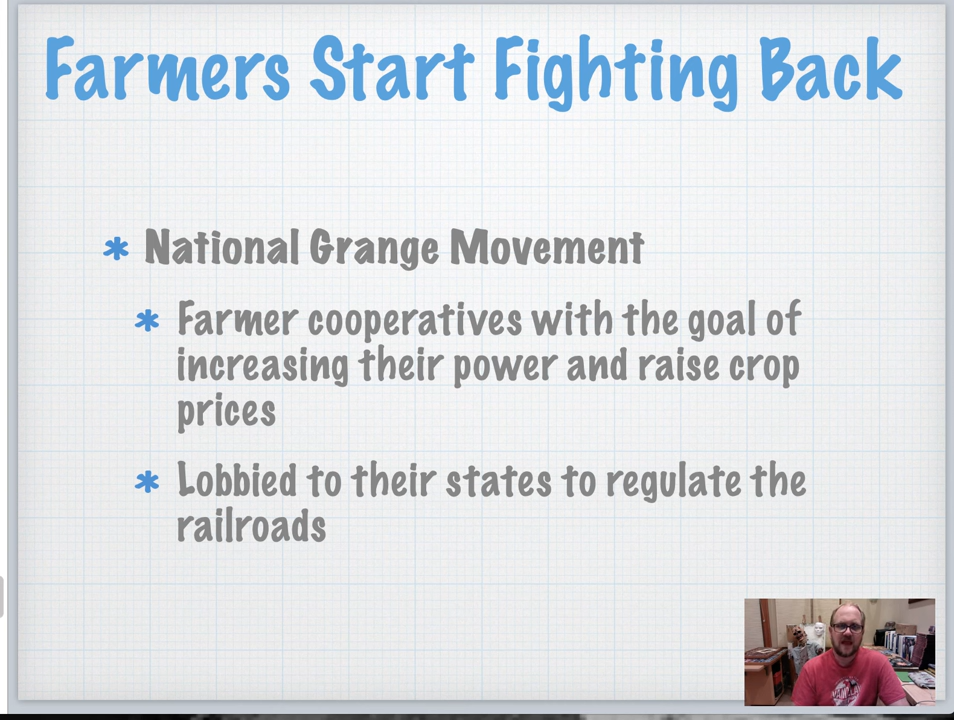 Farmers Start Fighting Back
* National Grange Movement
* Farmer cooperatives with the goal of
increasing their power and raise crop
prices
* Lobbied to their states to regulate the
railroads